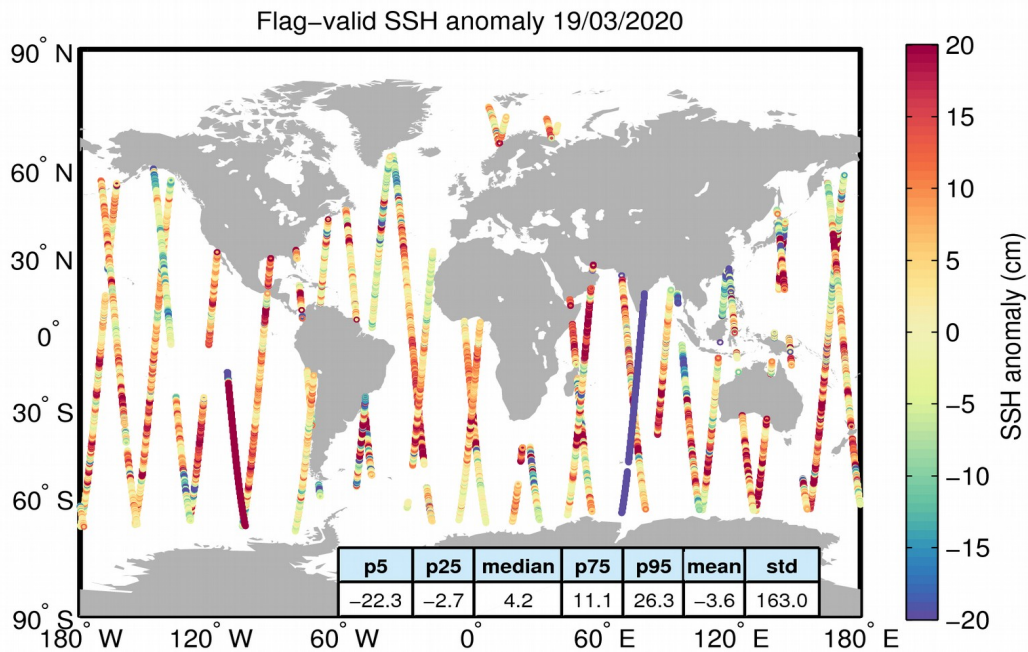 Flag−valid SSH anomaly 19/03/2020
90° N
60° N
30° N
0°
30° S
60° S
90° S
180° W
120° W
60° W
0°
60° E
120° E
180° E
p5 p25 median p75 p95 mean std
−22.3 −2.7 4.2 11.1 26.3 −3.6 163.0
20
15
10
5
0
−5
−10
−15
−20
SSH anomaly (cm)